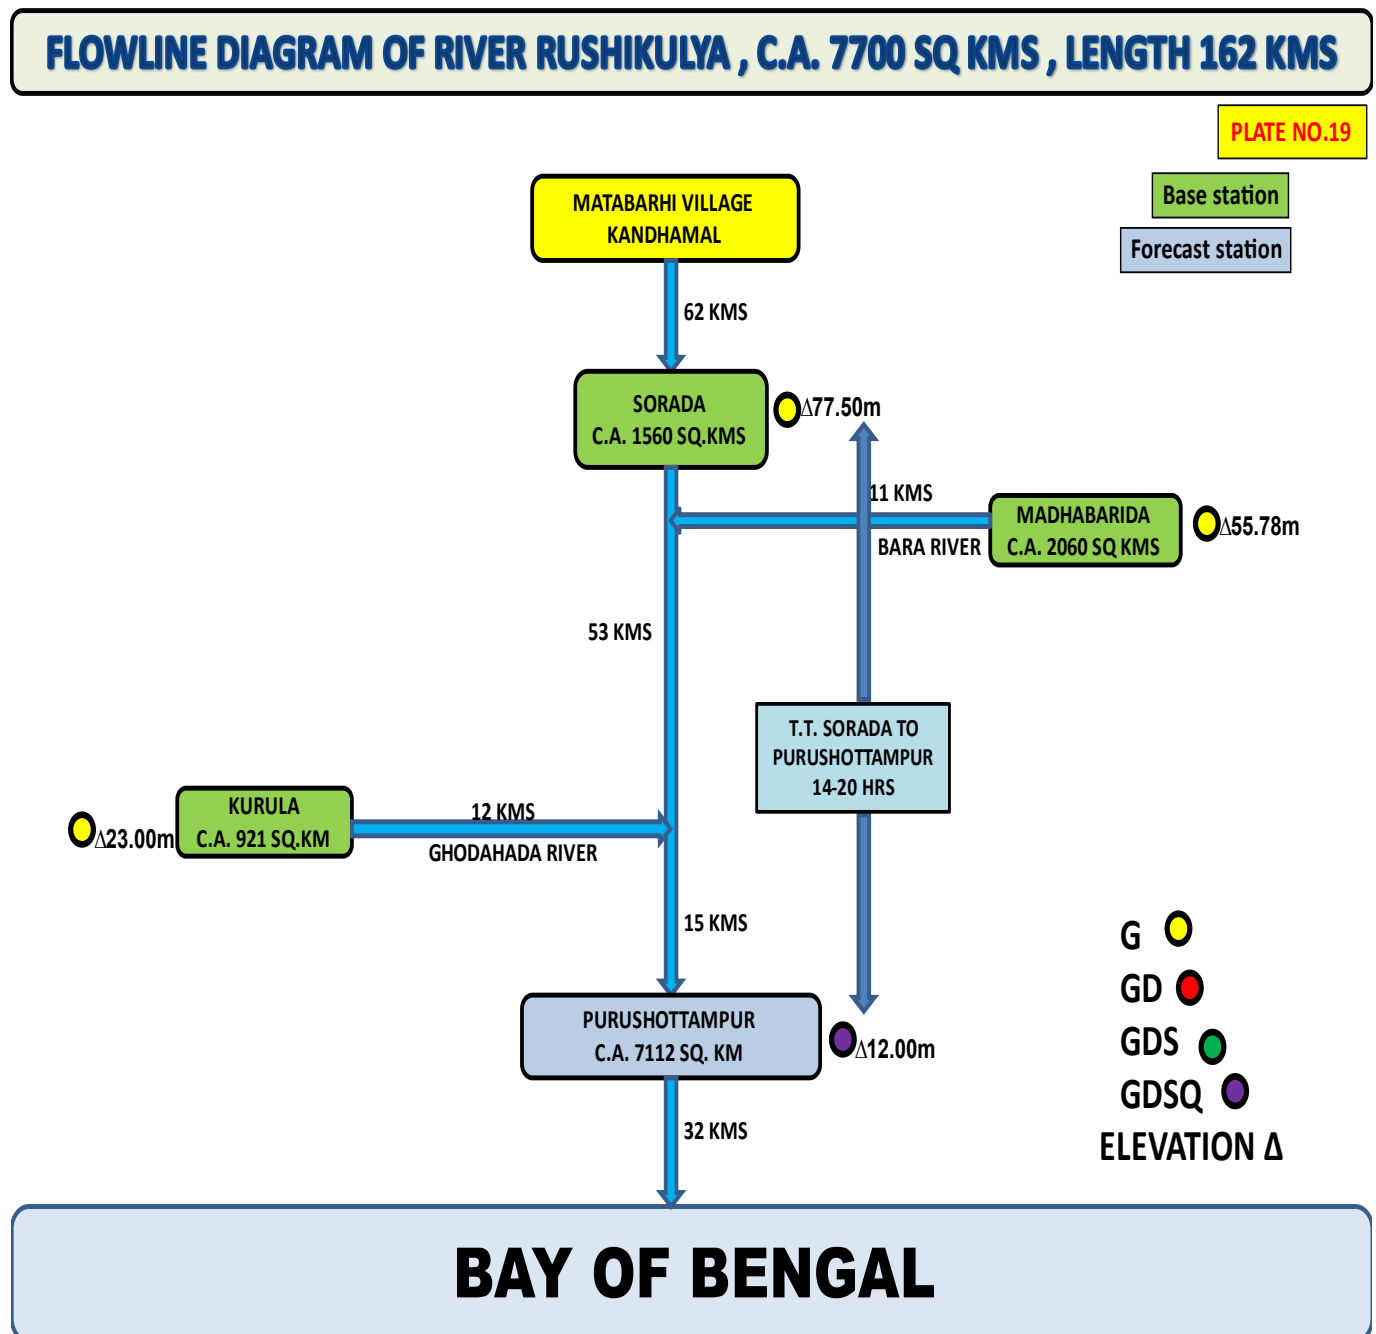 FLOWLINE DIAGRAM OF RIVER RUSHIKULYA , C.A. 7700 SQ KMS , LENGTH 162 KMS
PLATE NO.19
Base station
Forecast station
MATABARHI VILLAGE
KANDHAMAL
62 KMS
SORADA
C.A. 1560 SQ.KMS
Δ77.50m
11 KMS
MADHABARIDA
C.A. 2060 SQ KMS
Δ55.78m
BARA RIVER
53 KMS
T.T. SORADA TO
PURUSHOTTAMPUR
14-20 HRS
KURULA
C.A. 921 SQ.KM
Δ23.00m
12 KMS
GHODAHADA RIVER
15 KMS
PURUSHOTTAMPUR
C.A. 7112 SQ. KM
Δ12.00m
G
GD
GDS
GDSQ
ELEVATION Δ
32 KMS
BAY OF BENGAL